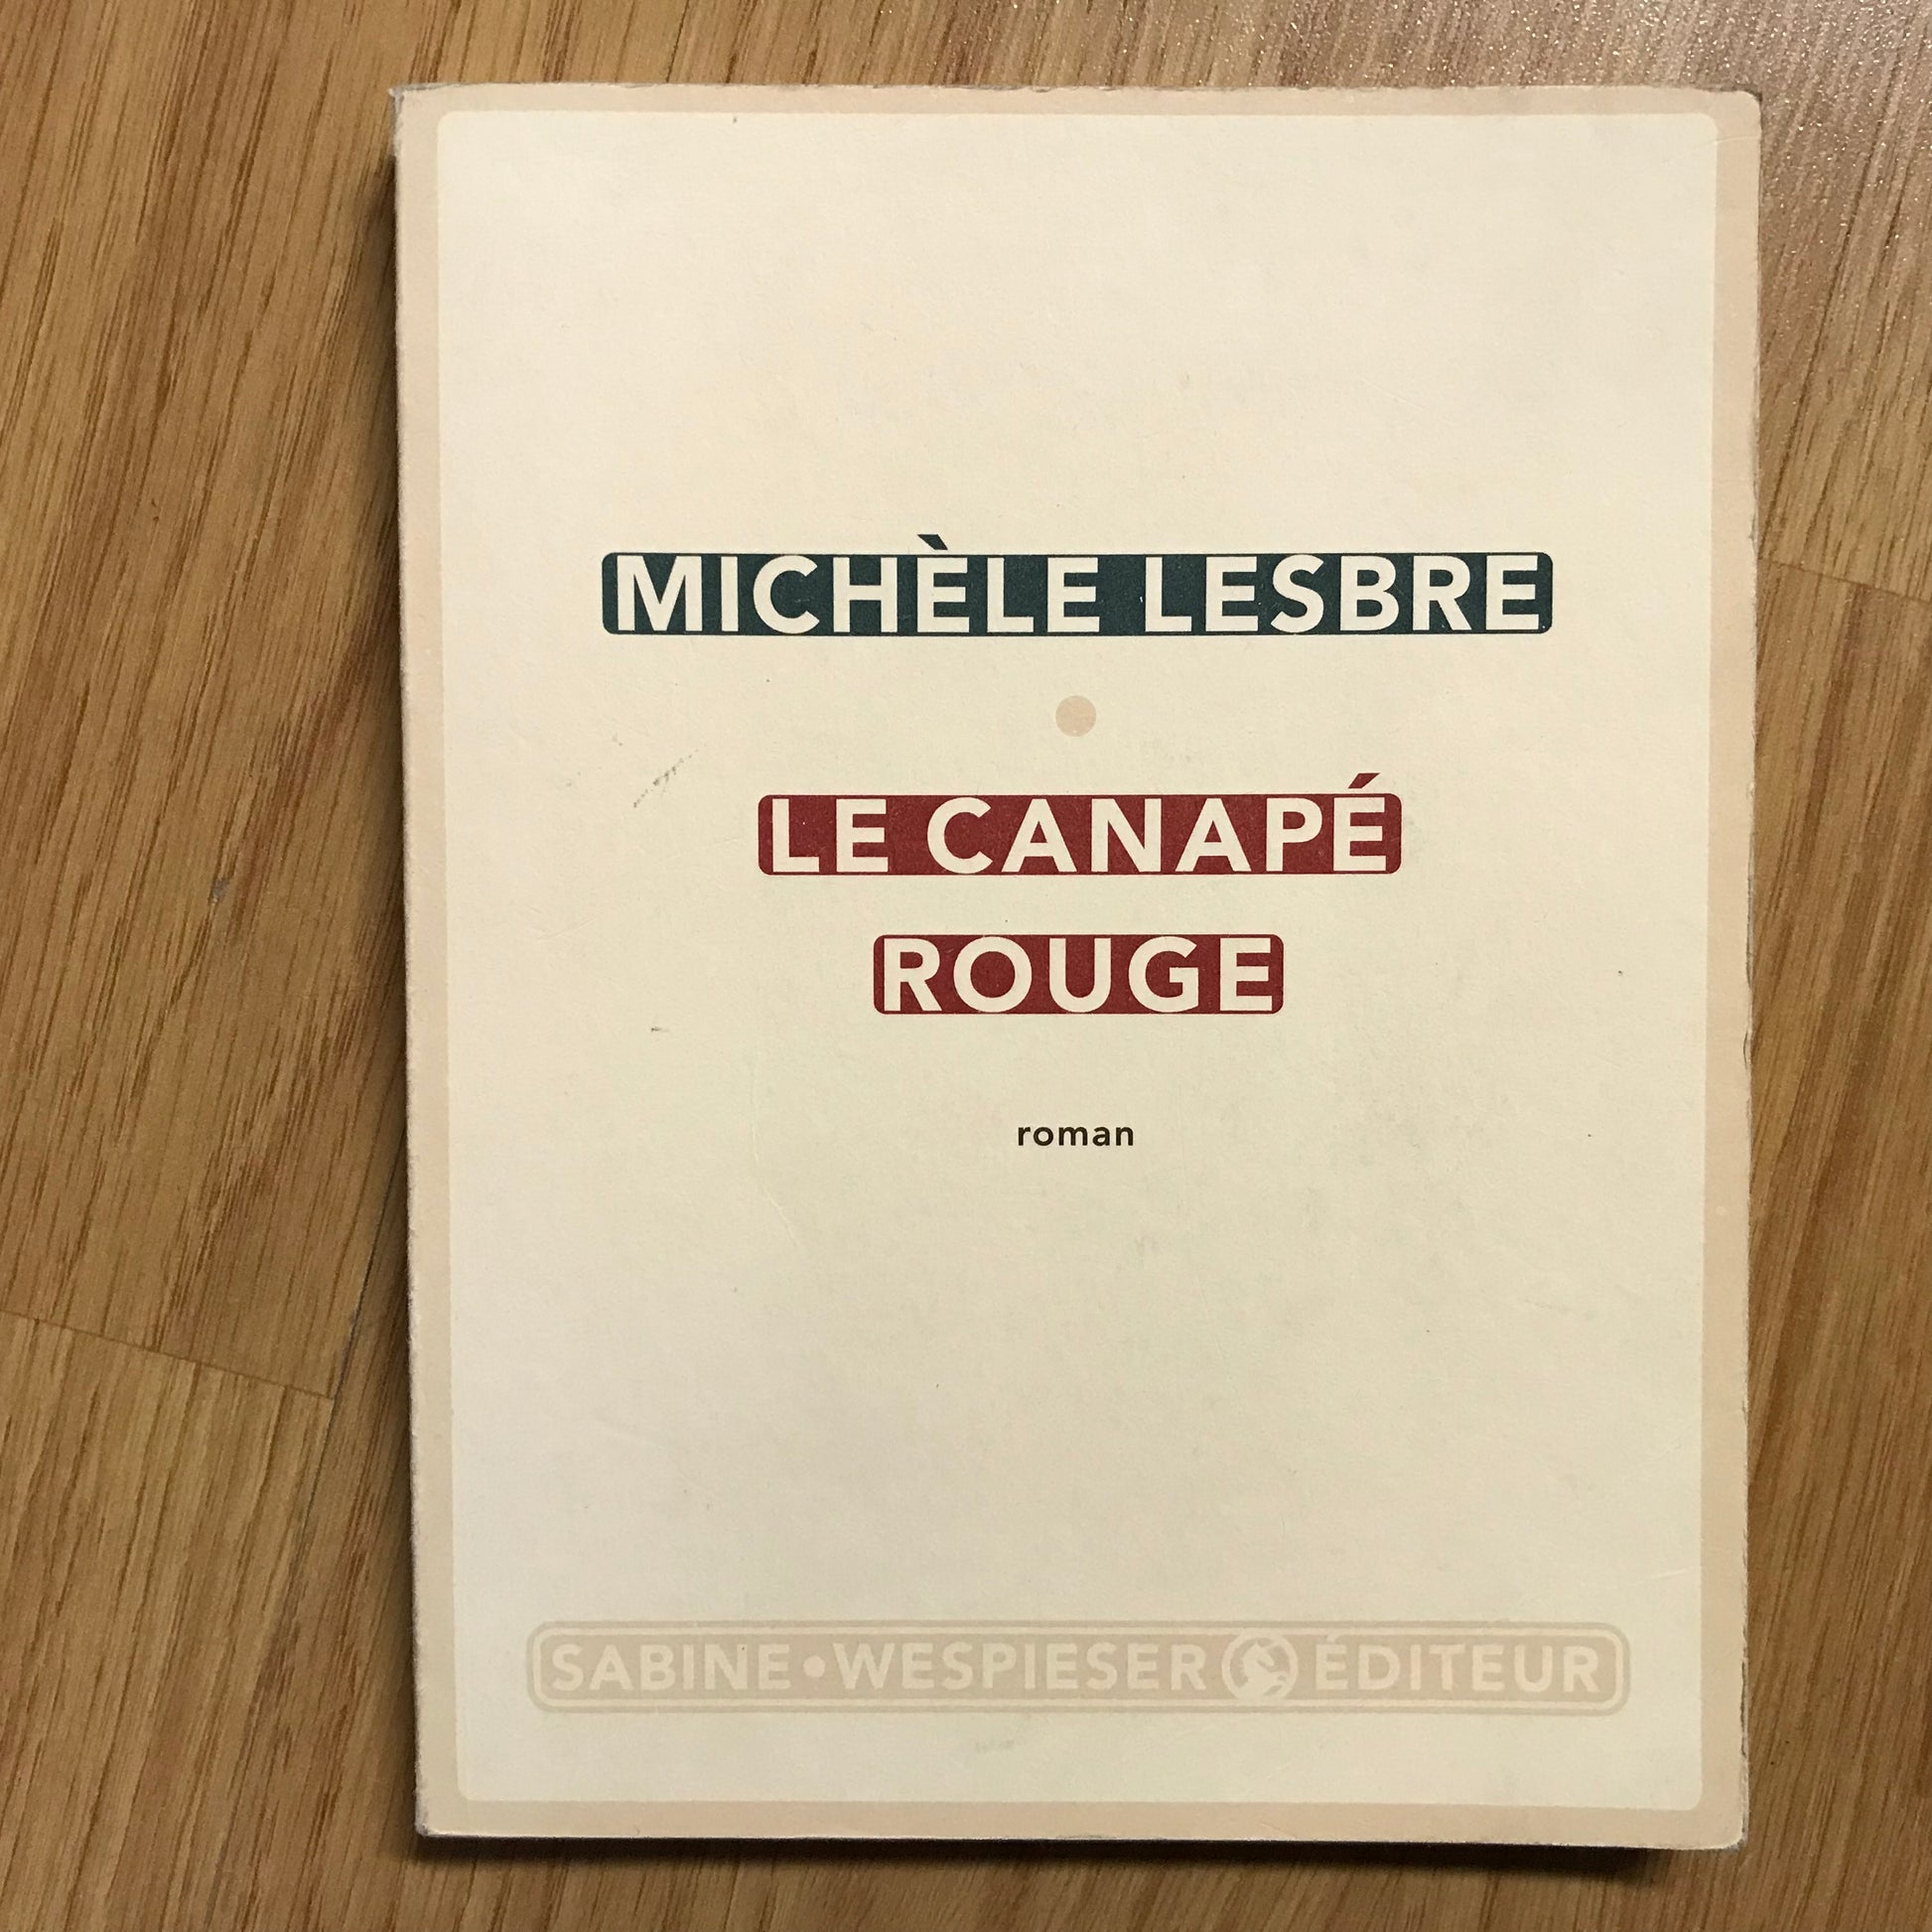 MICHÈLE LESBRE
LE CANAPÉ
ROUGE
roman
SABINE • WESPIESER ÉDITEUR